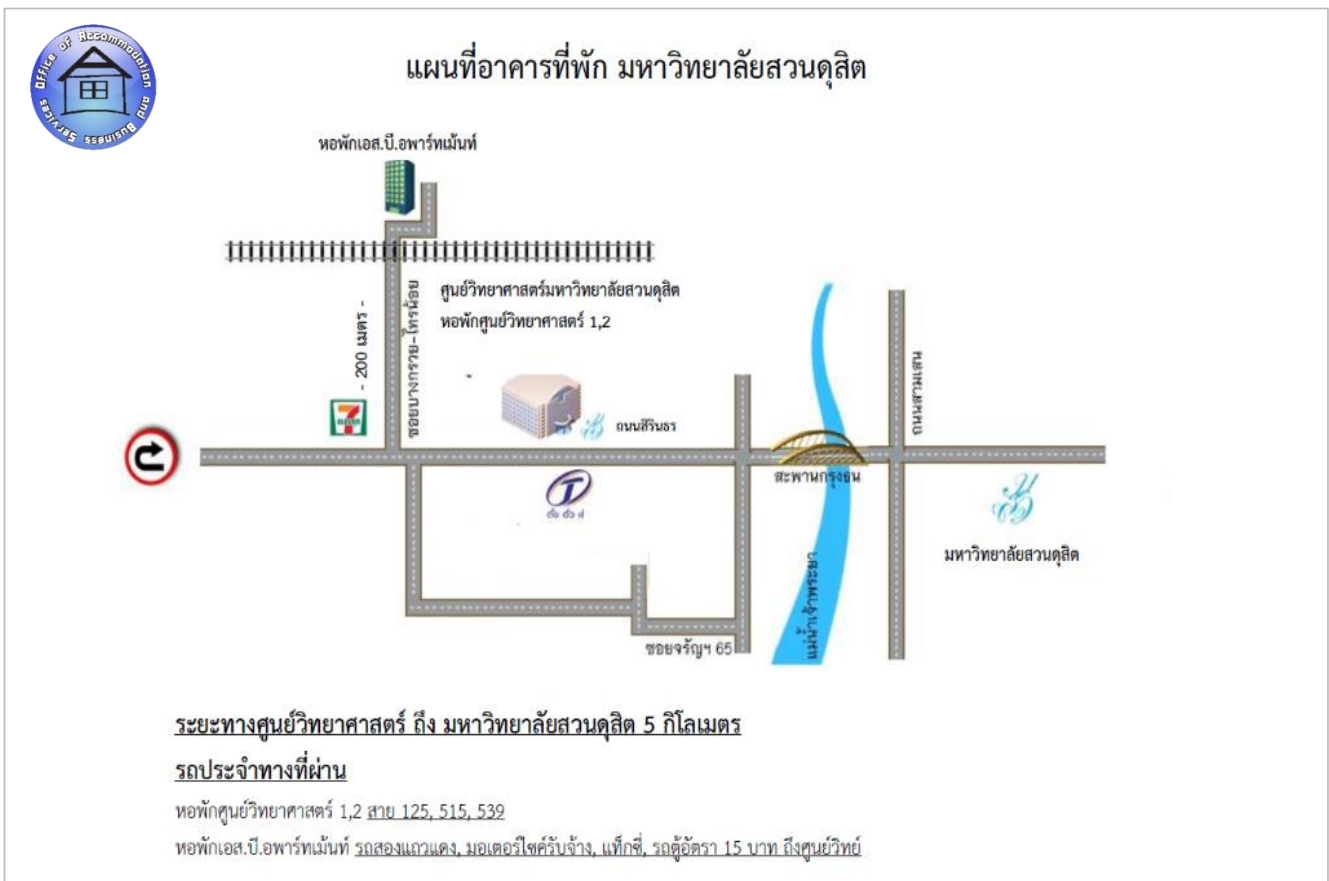 Office of Accommodation and Business Services
แผนที่อาคารที่พัก มหาวิทยาลัยสวนดุสิต
หอพักเอส.บี.อพาร์ทเม้นท์
ศูนย์วิทยาศาสตร์มหาวิทยาลัยสวนดุสิต
หอพักศูนย์วิทยาศาสตร์ 1,2
- 200 เมตร -
ซอยบางกรวย-ไทรน้อย
ถนนสามเสน
7 ELEVEN
ถนนสิรินธร
สะพานกรุงธน
T
ตั้ง ฮั่ว เส็ง
มหาวิทยาลัยสวนดุสิต
แม่น้ำเจ้าพระยา
ซอยจรัญฯ 65
ระยะทางศูนย์วิทยาศาสตร์ ถึง มหาวิทยาลัยสวนดุสิต 5 กิโลเมตร
รถประจำทางที่ผ่าน
หอพักศูนย์วิทยาศาสตร์ 1,2 สาย 125, 515, 539
หอพักเอส.บี.อพาร์ทเม้นท์ รถสองแถวแดง, มอเตอร์ไซค์รับจ้าง, แท็กซี่, รถตู้อัตรา 15 บาท ถึงศูนย์วิทย์